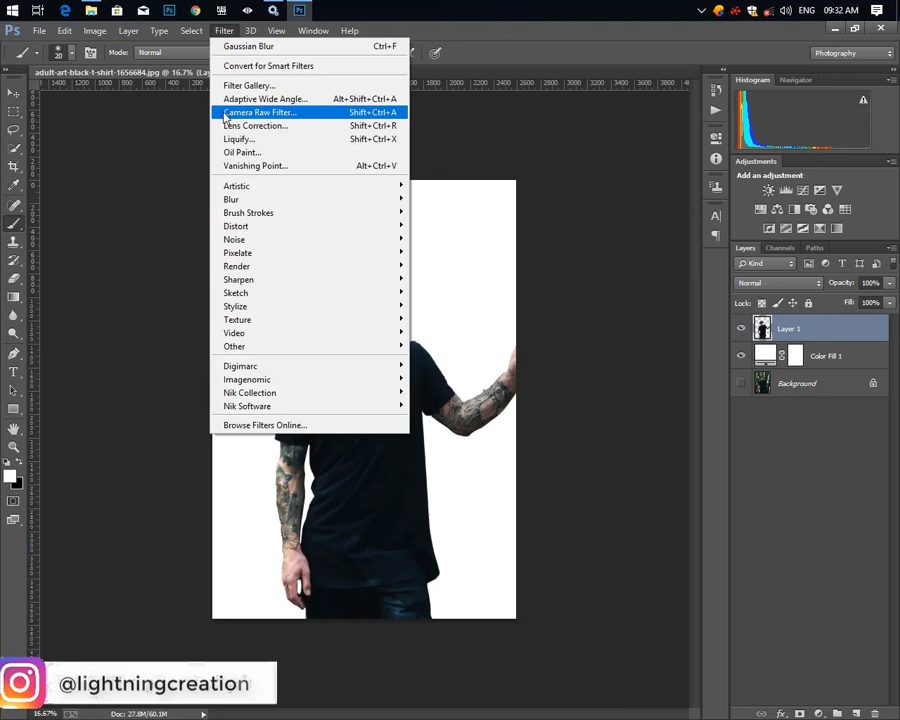 ENG 09:32 AM
Ps File Edit Image Layer Type Select Filter 3D View Window Help
20 Mode: Normal Photography
adult-art-black-t-shirt-1656684.jpg @ 16.7% (Lay
Gaussian Blur Ctrl+F
Convert for Smart Filters
Filter Gallery...
Adaptive Wide Angle... Alt+Shift+Ctrl+A
Camera Raw Filter... Shift+Ctrl+A
Lens Correction... Shift+Ctrl+R
Liquify... Shift+Ctrl+X
Oil Paint...
Vanishing Point... Alt+Ctrl+V
Artistic
Blur
Brush Strokes
Distort
Noise
Pixelate
Render
Sharpen
Sketch
Stylize
Texture
Video
Other
Digimarc
Imagenomic
Nik Collection
Nik Software
Browse Filters Online...
Histogram Navigator
Adjustments
Add an adjustment
Layers Channels Paths
Kind
Normal Opacity: 100%
Lock: Fill: 100%
Layer 1
Color Fill 1
Background
@lightningcreation
16.67% Doc: 27.8M/60.1M